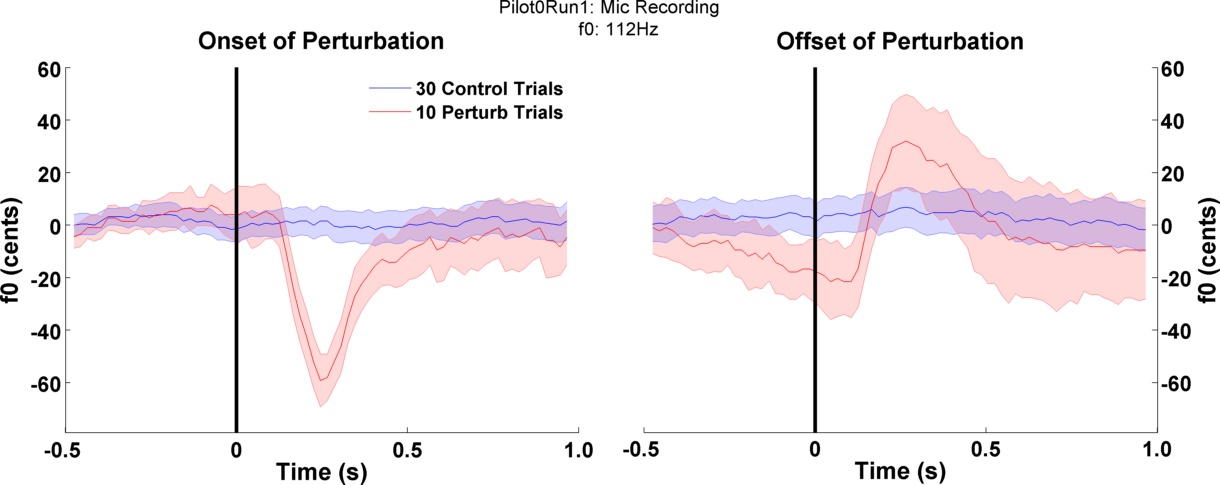 Pilot0Run1: Mic Recording
f0: 112Hz
Onset of Perturbation
60
40
20
0
-20
-40
-60
f0 (cents)
30 Control Trials
10 Perturb Trials
-0.5
0
0.5
1.0
Time (s)
Offset of Perturbation
60
40
20
0
-20
-40
-60
f0 (cents)
-0.5
0
0.5
1.0
Time (s)